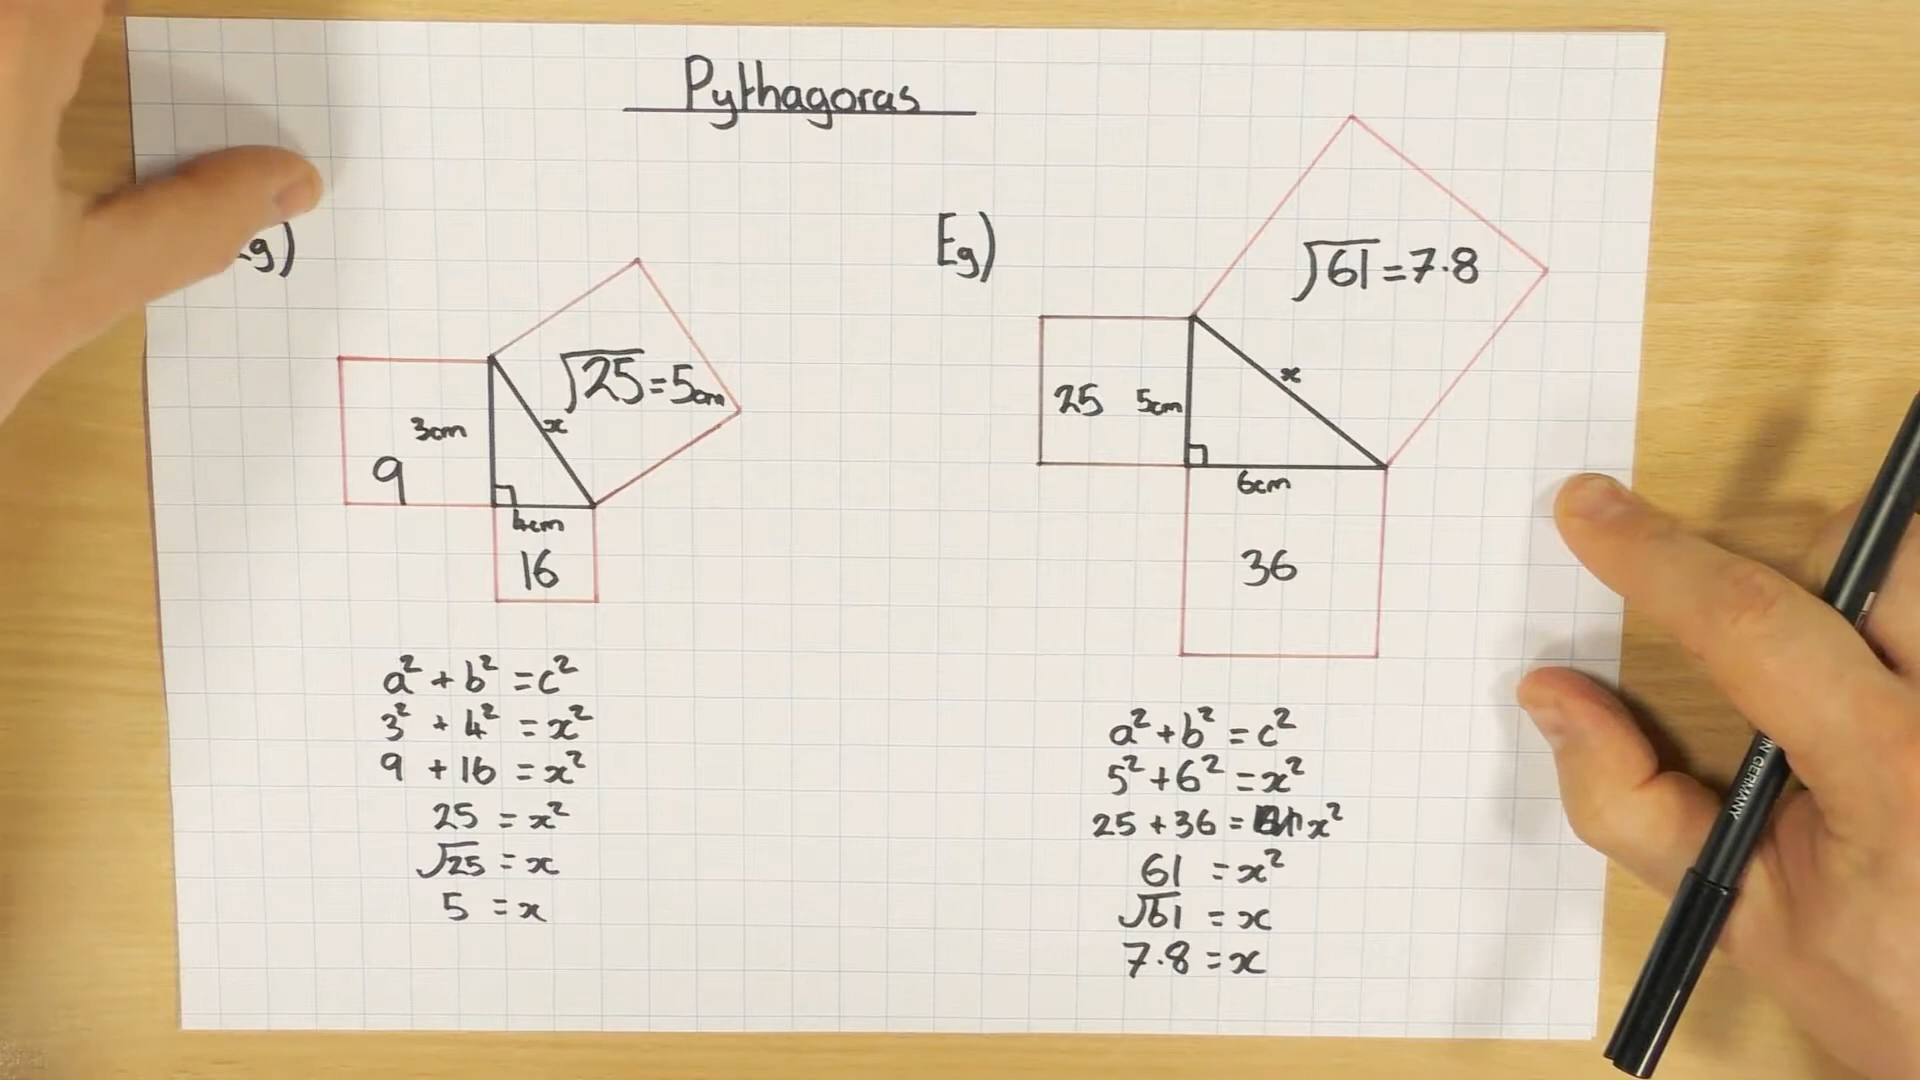 Pythagoras
g)
√25=5cm
3cm
x
9
4cm
16
a²+b²=c²
3²+4²=x²
9+16=x²
25=x²
√25=x
5=x
Eg)
√61=7.8
x
25
5cm
6cm
36
a²+b²=c²
5²+6²=x²
25+36=x²
61=x²
√61=x
7.8=x
IN GERMANY